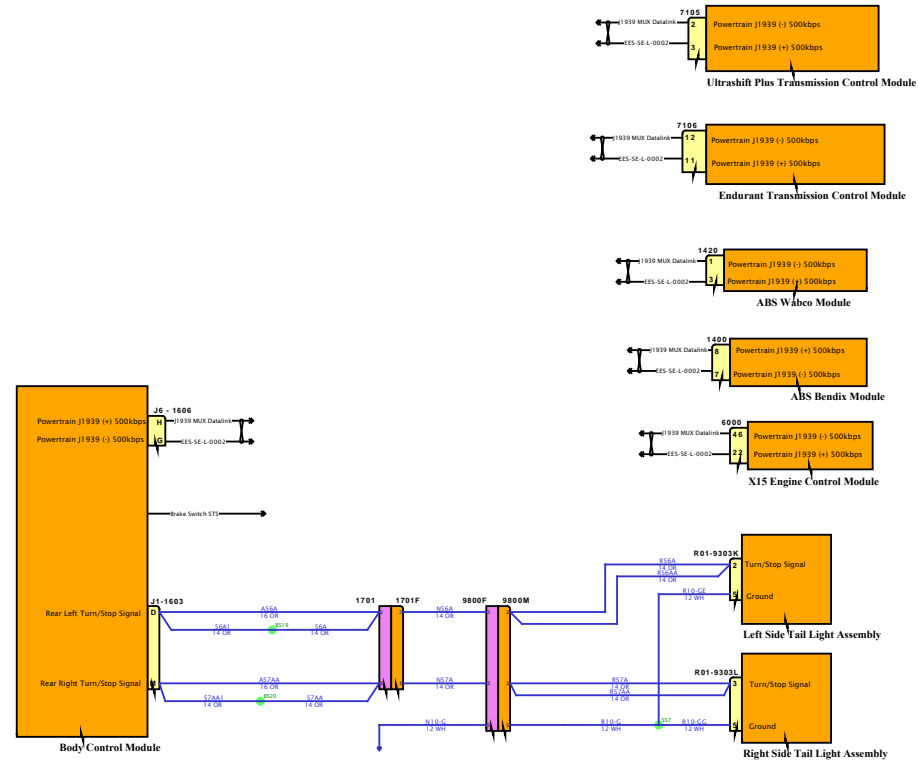 7105
J1939 MUX Datalink
2
Powertrain J1939 (-) 500kbps
EES-SE-L-0002
3
Powertrain J1939 (+) 500kbps
Ultrashift Plus Transmission Control Module
7106
J1939 MUX Datalink
12
Powertrain J1939 (-) 500kbps
EES-SE-L-0002
11
Powertrain J1939 (+) 500kbps
Endurant Transmission Control Module
1420
J1939 MUX Datalink
1
Powertrain J1939 (-) 500kbps
EES-SE-L-0002
3
Powertrain J1939 (+) 500kbps
ABS Wabco Module
1400
J1939 MUX Datalink
8
Powertrain J1939 (+) 500kbps
EES-SE-L-0002
7
Powertrain J1939 (-) 500kbps
ABS Bendix Module
J6 - 1606
Powertrain J1939 (+) 500kbps
H
J1939 MUX Datalink
Powertrain J1939 (-) 500kbps
G
EES-SE-L-0002
6000
J1939 MUX Datalink
46
Powertrain J1939 (-) 500kbps
EES-SE-L-0002
22
Powertrain J1939 (+) 500kbps
X15 Engine Control Module
Brake Switch STS
J1-1603
Rear Left Turn/Stop Signal
D
A56A
16 OR
56A1
14 OR
BS19
56A
14 OR
1701
1701F
N56A
14 OR
9800F
9800M
R56A
14 OR
R56AA
14 OR
R01-9303K
2
Turn/Stop Signal
R10-GE
12 WH
5
Ground
Left Side Tail Light Assembly
Rear Right Turn/Stop Signal
M
A57AA
16 OR
57AA1
14 OR
BS20
57AA
14 OR
N57A
14 OR
R57A
14 OR
R57AA
14 OR
R01-9303L
3
Turn/Stop Signal
N10-G
12 WH
R10-G
12 WH
SS7
R10-GG
12 WH
5
Ground
Right Side Tail Light Assembly
Body Control Module